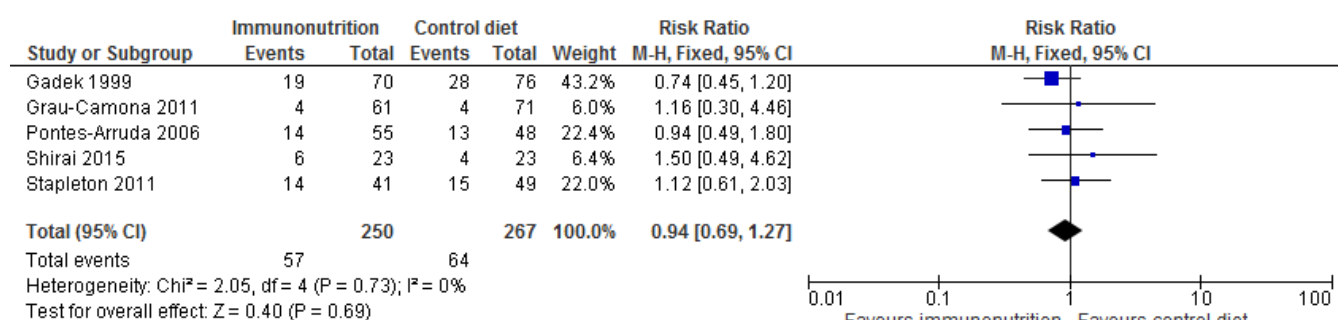 Immunonutrition Control diet Risk Ratio Risk Ratio
Study or Subgroup Events Total Events Total Weight M-H, Fixed, 95% CI M-H, Fixed, 95% CI
Gadek 1999 19 70 28 76 43.2% 0.74 [0.45, 1.20]
Grau-Camona 2011 4 61 4 71 6.0% 1.16 [0.30, 4.46]
Pontes-Arruda 2006 14 55 13 48 22.4% 0.94 [0.49, 1.80]
Shirai 2015 6 23 4 23 6.4% 1.50 [0.49, 4.62]
Stapleton 2011 14 41 15 49 22.0% 1.12 [0.61, 2.03]
Total (95% CI) 250 267 100.0% 0.94 [0.69, 1.27]
Total events 57 64
Heterogeneity: Chi² = 2.05, df = 4 (P = 0.73); I² = 0%
Test for overall effect: Z = 0.40 (P = 0.69)
0.01 0.1 1 10 100
Favours immunonutrition Favours control diet